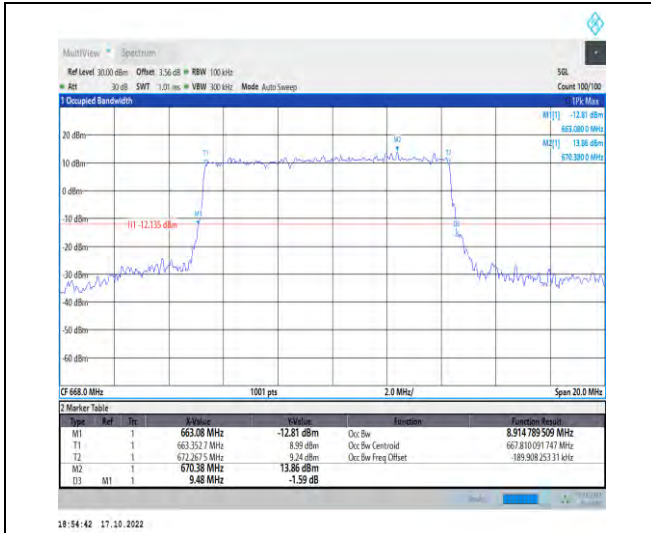 MultiView Spectrum
Ref Level 30.00 dBm Offset 3.56 dB RBW 100 kHz SGL
Att 30 dB SWT 1.01 ms VBW 300 kHz Mode Auto Sweep Count 100/100
1 Occupied Bandwidth 1Pk Max
M1[1] -12.81 dBm
663.080 0 MHz
M2[1] 13.86 dBm
670.380 0 MHz
20 dBm
M2
T1 T2
10 dBm
0 dBm
-10 dBm
M1
H1 -12.135 dBm
D3
-30 dBm
-40 dBm
-50 dBm
-60 dBm
CF 668.0 MHz 1001 pts 2.0 MHz/ Span 20.0 MHz
2 Marker Table
Type Ref Trc X-Value Y-Value Function Function Result
M1 1 663.08 MHz -12.81 dBm Occ Bw 8.914 789 509 MHz
T1 1 663.352 7 MHz 8.99 dBm Occ Bw Centroid 667.810 091 747 MHz
T2 1 672.267 5 MHz 9.24 dBm Occ Bw Freq Offset -189.908 253 31 kHz
M2 1 670.38 MHz 13.86 dBm
D3 M1 1 9.48 MHz -1.59 dB
18:54:42 17.10.2022